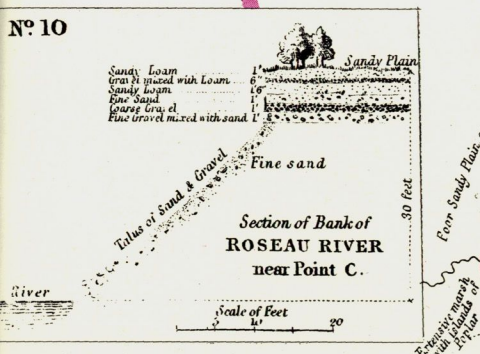 No. 10
Sandy Plain
Sandy Loam 1'
Gravel mixed with Loam 6"
Sandy Loam 1'6"
Fine Sand 1'
Coarse Gravel 1'
Fine Gravel mixed with sand 1'
Fine sand
Talus of Sand & Gravel
30 feet
Section of Bank of
ROSEAU RIVER
near Point C.
River
Scale of Feet
5 10 20
Poor Sandy Plain
Extensive marsh
with islands of
Poplar